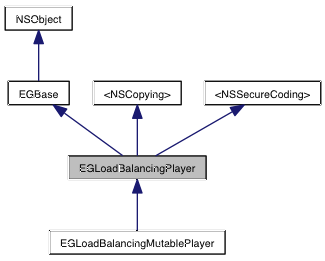 NSObject
EGBase
<NSCopying>
<NSSecureCoding>
EGLoadBalancingPlayer
EGLoadBalancingMutablePlayer